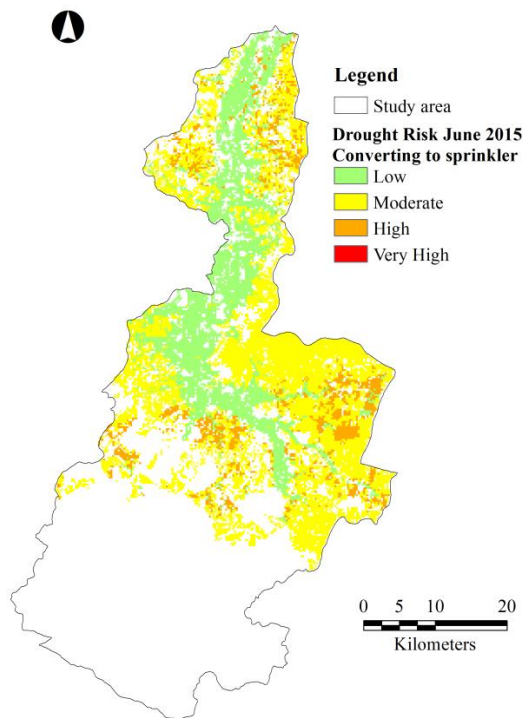 Legend
Study area
Drought Risk June 2015
Converting to sprinkler
Low
Moderate
High
Very High
0 5 10 20
Kilometers